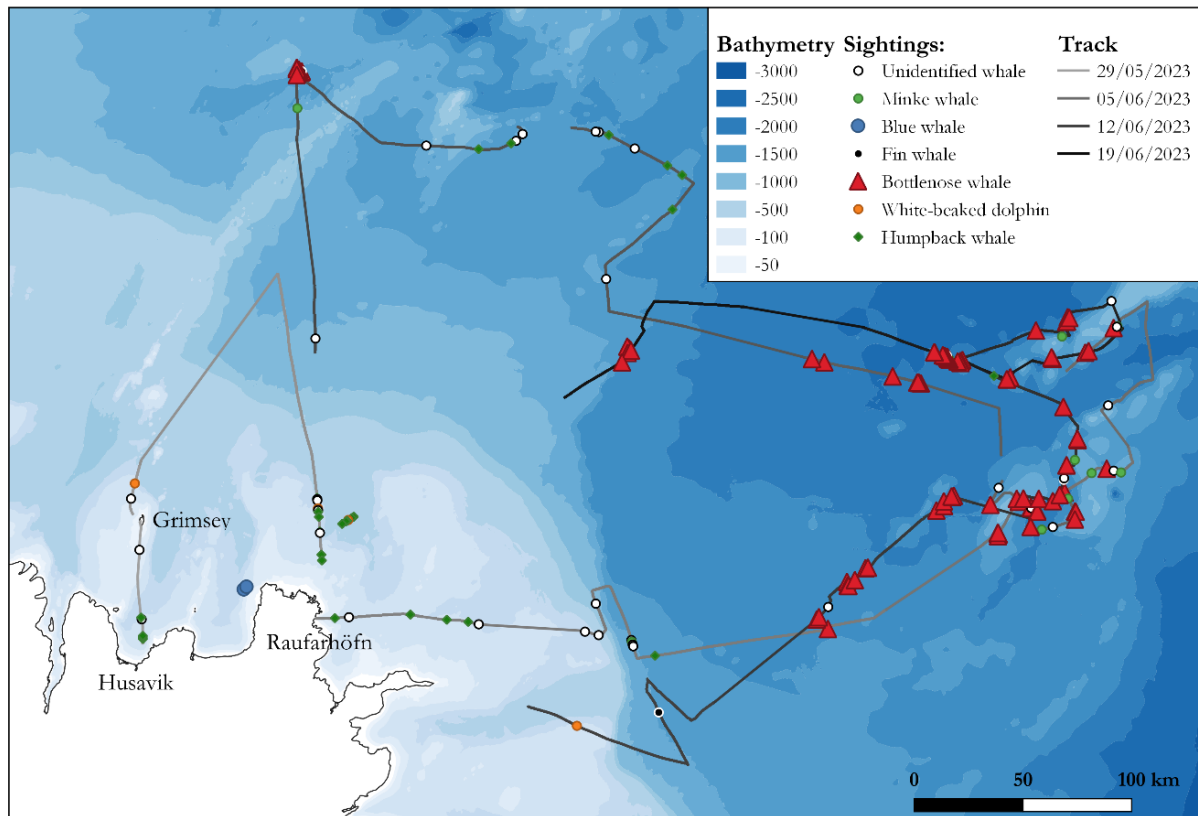 Bathymetry
-3000
-2500
-2000
-1500
-1000
-500
-100
-50
Sightings:
Unidentified whale
Minke whale
Blue whale
Fin whale
Bottlenose whale
White-beaked dolphin
Humpback whale
Track
29/05/2023
05/06/2023
12/06/2023
19/06/2023
Grimsey
Raufarhöfn
Husavik
0 50 100 km